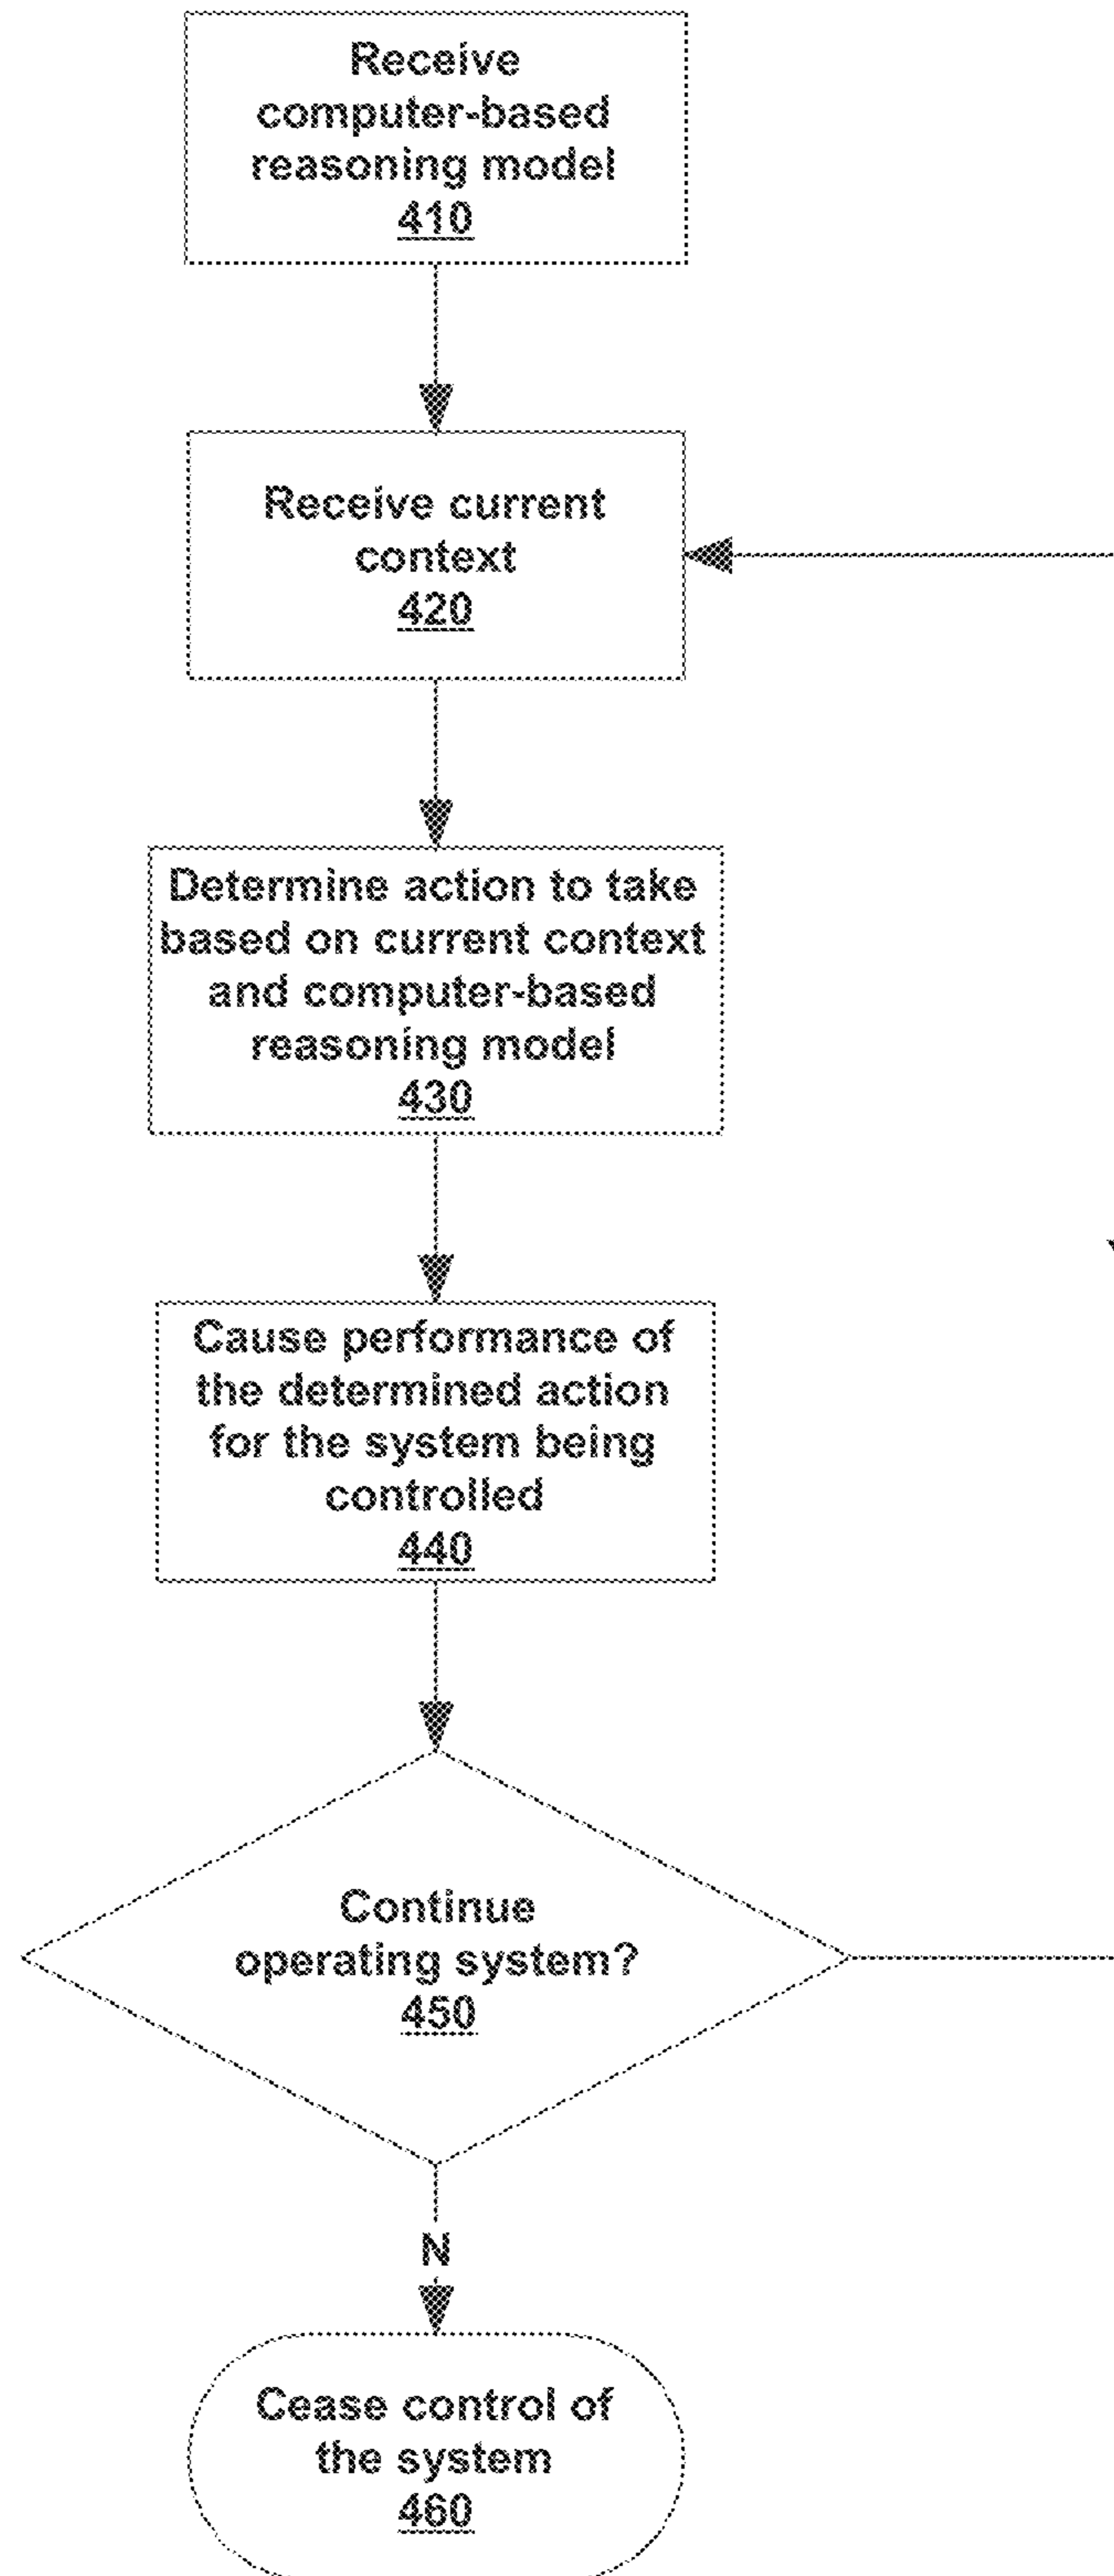 Receive
computer-based
reasoning model
410
Receive current
context
420
Determine action to take
based on current context
and computer-based
reasoning model
430
Cause performance of
the determined action
for the system being
controlled
440
Continue
operating system?
450
N
Cease control of
the system
460